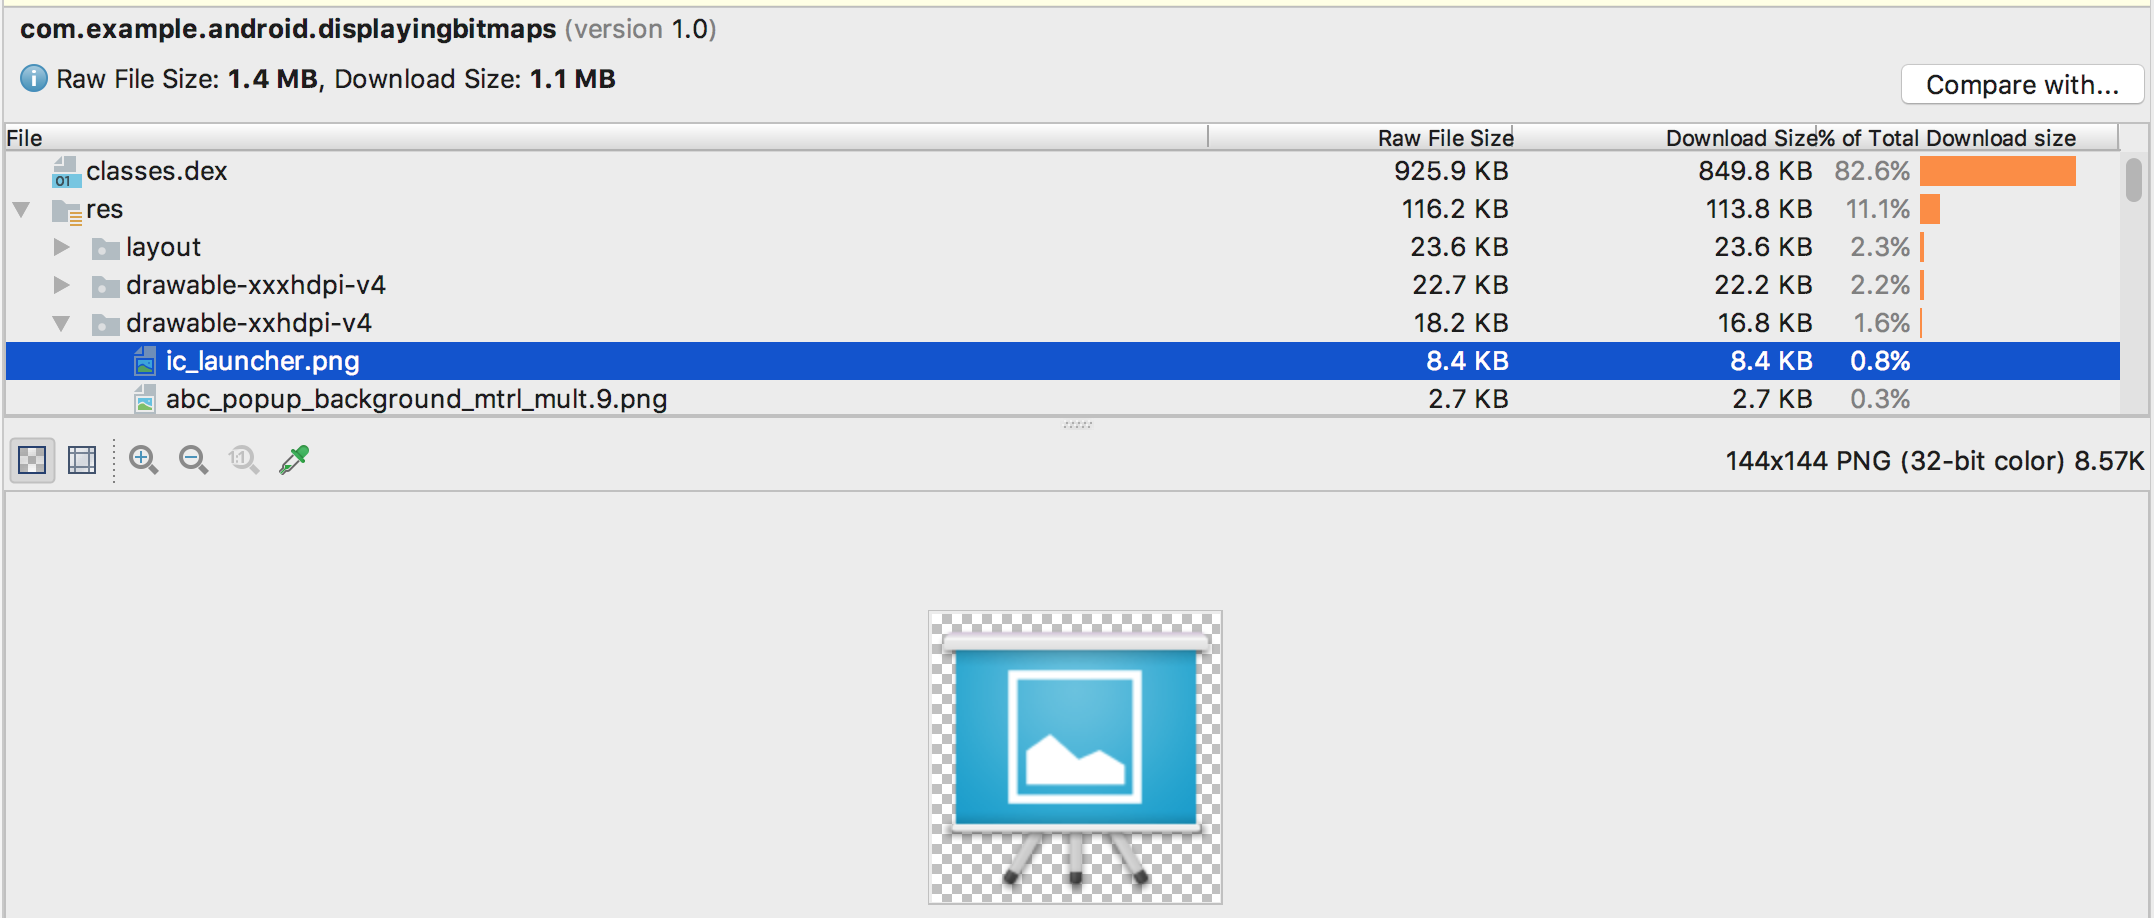 com.example.android.displayingbitmaps (version 1.0)
Raw File Size: 1.4 MB, Download Size: 1.1 MB
Compare with...
File Raw File Size Download Size % of Total Download size
01 classes.dex 925.9 KB 849.8 KB 82.6%
res 116.2 KB 113.8 KB 11.1%
layout 23.6 KB 23.6 KB 2.3%
drawable-xxxhdpi-v4 22.7 KB 22.2 KB 2.2%
drawable-xxhdpi-v4 18.2 KB 16.8 KB 1.6%
ic_launcher.png 8.4 KB 8.4 KB 0.8%
abc_popup_background_mtrl_mult.9.png 2.7 KB 2.7 KB 0.3%
1:1 144x144 PNG (32-bit color) 8.57K